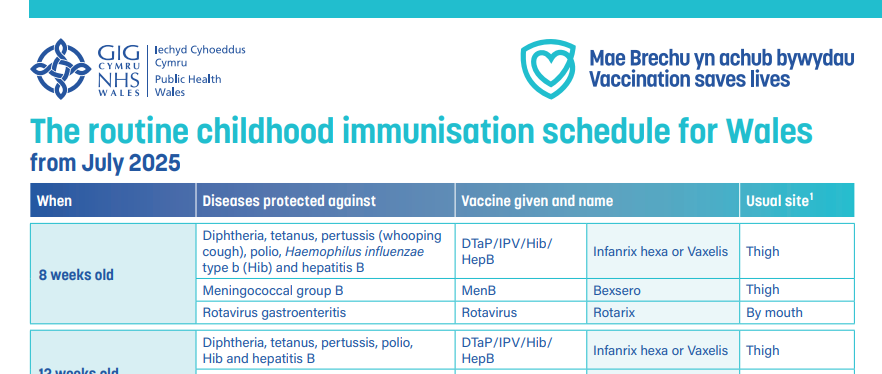 GIG
CYMRU
NHS
WALES
Iechyd Cyhoeddus
Cymru
Public Health
Wales
Mae Brechu yn achub bywydau
Vaccination saves lives
The routine childhood immunisation schedule for Wales
from July 2025
When Diseases protected against Vaccine given and name Usual site1
8 weeks old
Diphtheria, tetanus, pertussis (whooping
cough), polio, Haemophilus influenzae
type b (Hib) and hepatitis B
DTaP/IPV/Hib/
HepB
Infanrix hexa or Vaxelis
Thigh
Meningococcal group B MenB Bexsero Thigh
Rotavirus gastroenteritis Rotavirus Rotarix By mouth
12 weeks old
Diphtheria, tetanus, pertussis, polio,
Hib and hepatitis B
DTaP/IPV/Hib/
HepB
Infanrix hexa or Vaxelis
Thigh